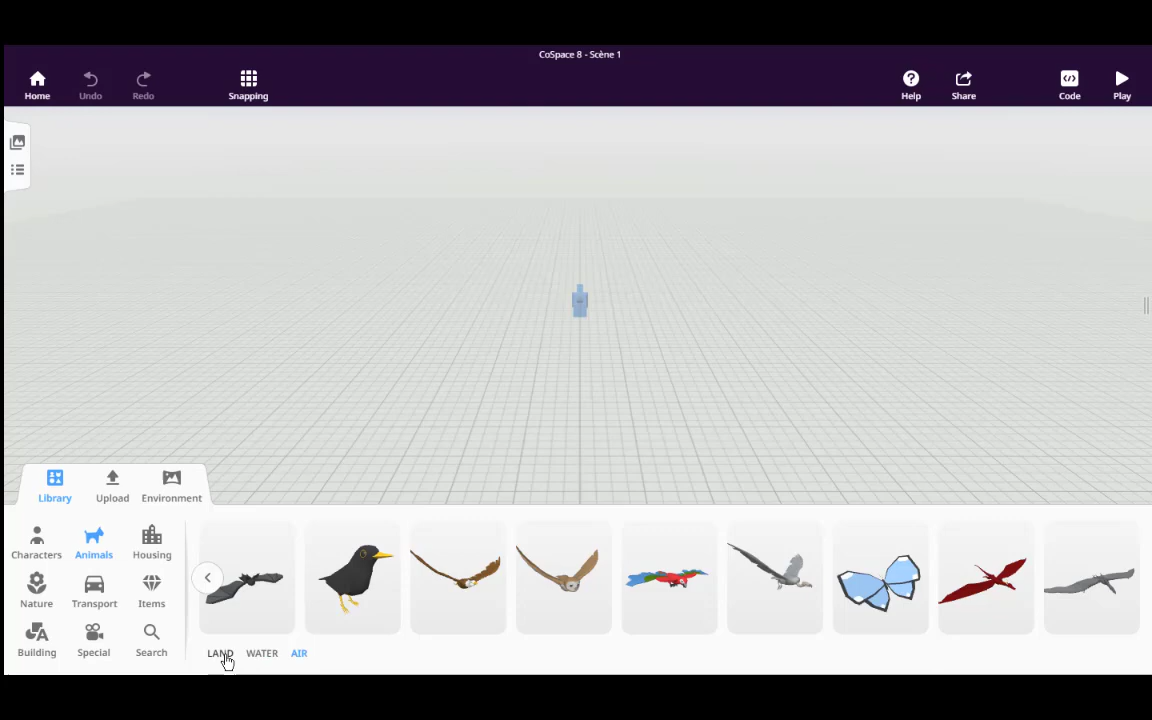 CoSpace 8 - Scène 1
Home Undo Redo Snapping Help Share Code Play
Library Upload Environment
Characters Animals Housing
Nature Transport Items
Building Special Search
LAND WATER AIR